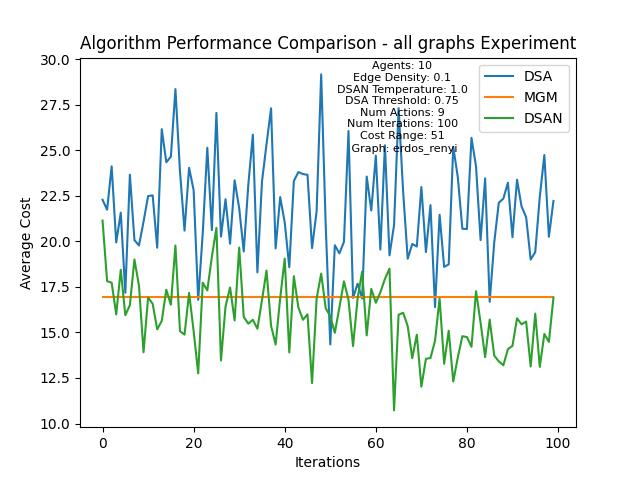 Algorithm Performance Comparison - all graphs Experiment
Agents: 10
Edge Density: 0.1
DSAN Temperature: 1.0
DSA Threshold: 0.75
Num Actions: 9
Num Iterations: 100
Cost Range: 51
Graph: erdos_renyi
DSA
MGM
DSAN
Average Cost
30.0
27.5
25.0
22.5
20.0
17.5
15.0
12.5
10.0
0
20
40
60
80
100
Iterations